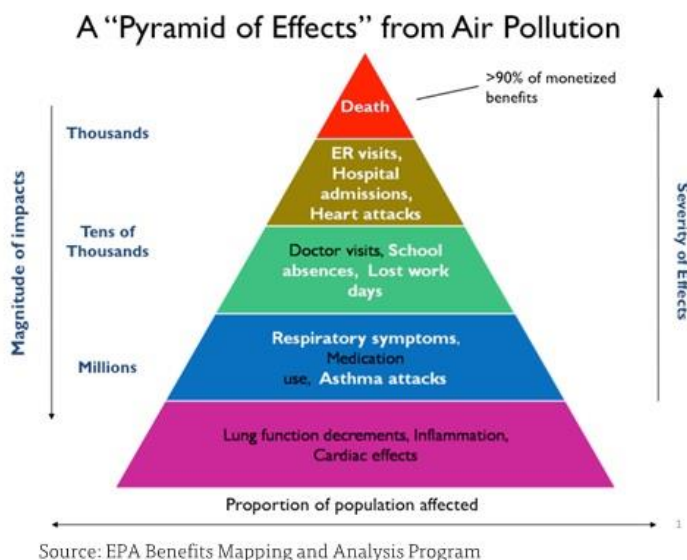 A “Pyramid of Effects” from Air Pollution
>90% of monetized
benefits
Death
Thousands
ER visits,
Hospital
admissions,
Heart attacks
Tens of
Thousands
Doctor visits, School
absences, Lost work
days
Magnitude of impacts
Severity of Effects
Millions
Respiratory symptoms,
Medication
use, Asthma attacks
Lung function decrements, Inflammation,
Cardiac effects
Proportion of population affected
1
Source: EPA Benefits Mapping and Analysis Program